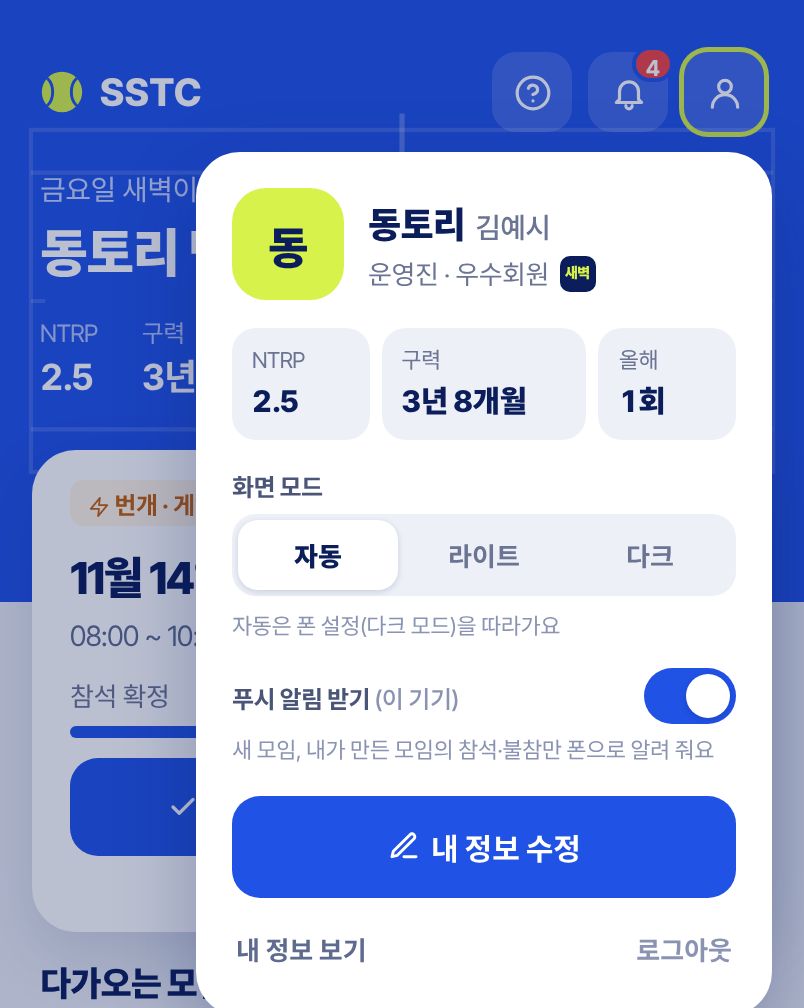 SSTC
4
금요일 새벽이
동토리
NTRP
구력
2.5
3년
번개 · 게
11월 14
08:00 ~ 10:
참석 확정
다가오는 모
동
동토리 김예시
운영진 · 우수회원 새벽
NTRP
2.5
구력
3년 8개월
올해
1회
화면 모드
자동
라이트
다크
자동은 폰 설정(다크 모드)을 따라가요
푸시 알림 받기 (이 기기)
새 모임, 내가 만든 모임의 참석·불참만 폰으로 알려 줘요
내 정보 수정
내 정보 보기
로그아웃